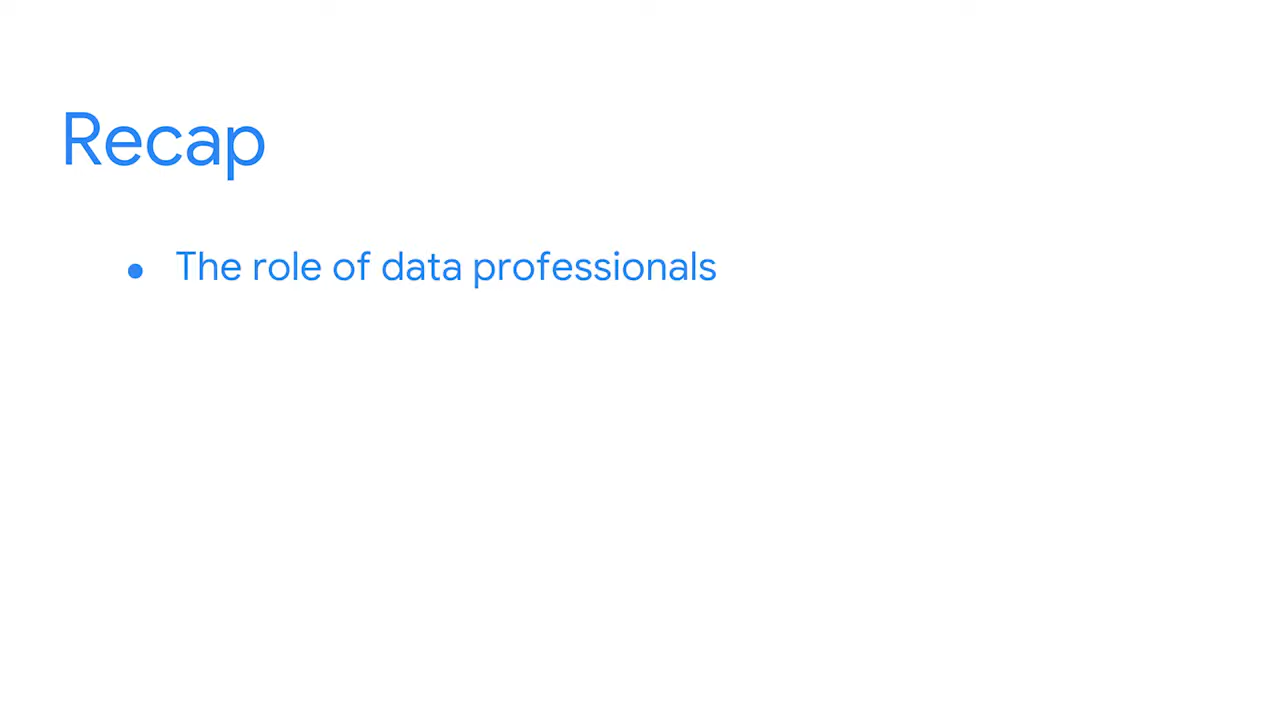 Recap
● The role of data professionals